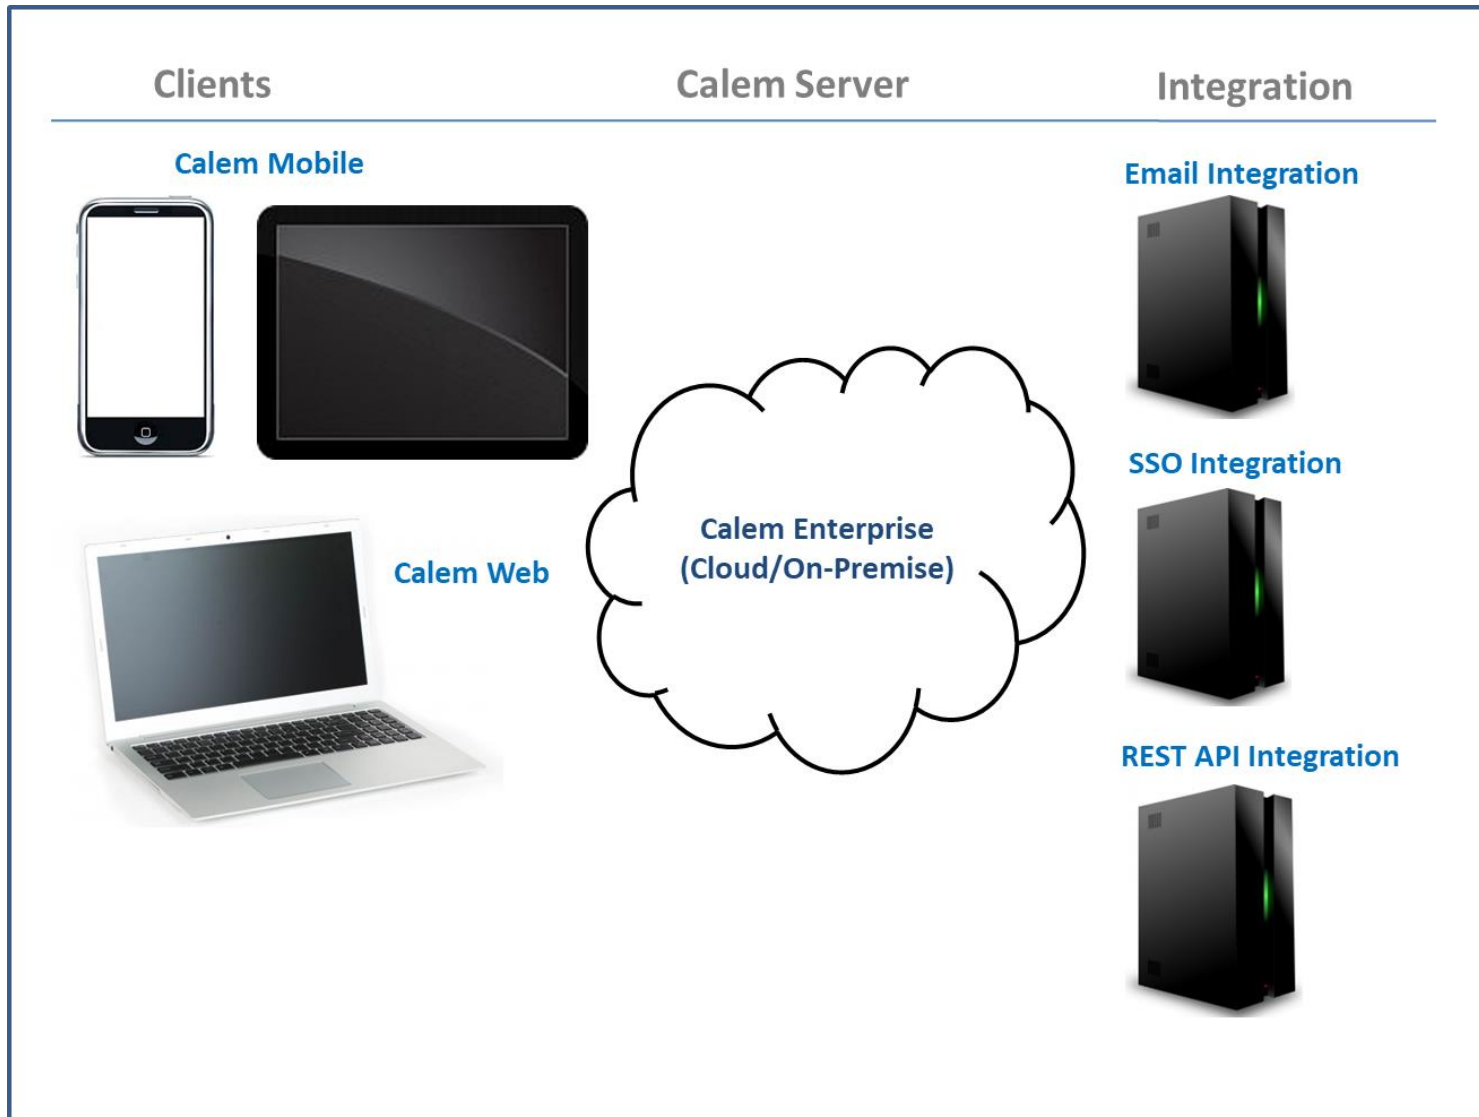 Clients
Calem Server
Integration
Calem Mobile
Email Integration
SSO Integration
Calem Enterprise
(Cloud/On-Premise)
Calem Web
REST API Integration